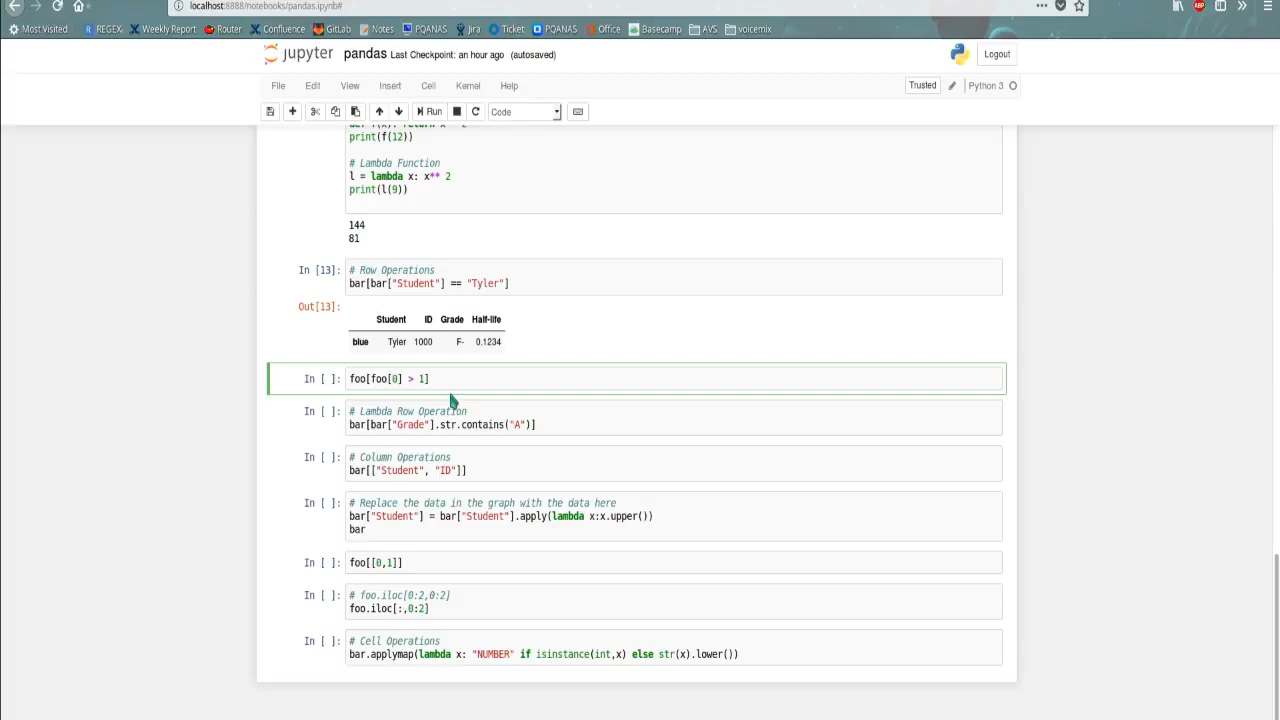 localhost:8888/notebooks/pandas.ipynb#
Most Visited REGEX Weekly Report Router Confluence GitLab Notes PQANAS Jira Ticket PQANAS Office Basecamp AVS voicemix
jupyter pandas Last Checkpoint: an hour ago (autosaved) Logout
File Edit View Insert Cell Kernel Help Trusted Python 3
Run Code
print(f(12))
# Lambda Function
l = lambda x: x** 2
print(l(9))
144
81
In [13]: # Row Operations
bar[bar["Student"] == "Tyler"]
Out[13]:
Student ID Grade Half-life
blue Tyler 1000 F- 0.1234
In [ ]: foo[foo[0] > 1]
In [ ]: # Lambda Row Operation
bar[bar["Grade"].str.contains("A")]
In [ ]: # Column Operations
bar[["Student", "ID"]]
In [ ]: # Replace the data in the graph with the data here
bar["Student"] = bar["Student"].apply(lambda x:x.upper())
bar
In [ ]: foo[[0,1]]
In [ ]: # foo.iloc[0:2,0:2]
foo.iloc[:,0:2]
In [ ]: # Cell Operations
bar.applymap(lambda x: "NUMBER" if isinstance(int,x) else str(x).lower())